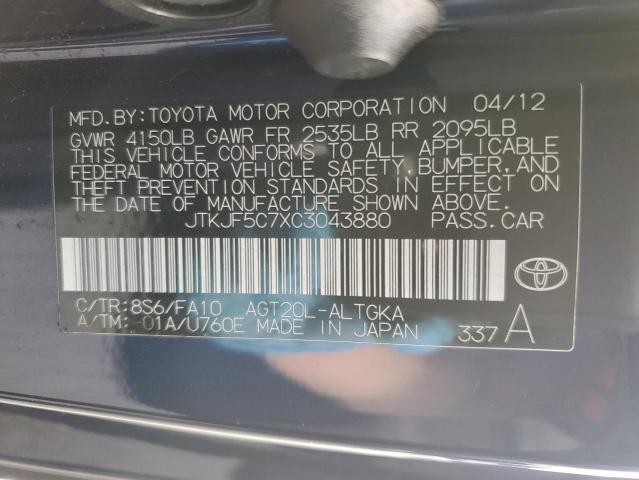 MFD. BY: TOYOTA MOTOR CORPORATION 04/12
GVWR 4150LB GAWR FR 2535LB RR 2095LB
THIS VEHICLE CONFORMS TO ALL APPLICABLE
FEDERAL MOTOR VEHICLE SAFETY, BUMPER, AND
THEFT PREVENTION STANDARDS IN EFFECT ON
THE DATE OF MANUFACTURE SHOWN ABOVE.
JTKJF5C7XC3043880 PASS. CAR
C/TR: 8S6/FA10 AGT20L-ALTGKA
A/TM: -01A/U760E MADE IN JAPAN 337 A